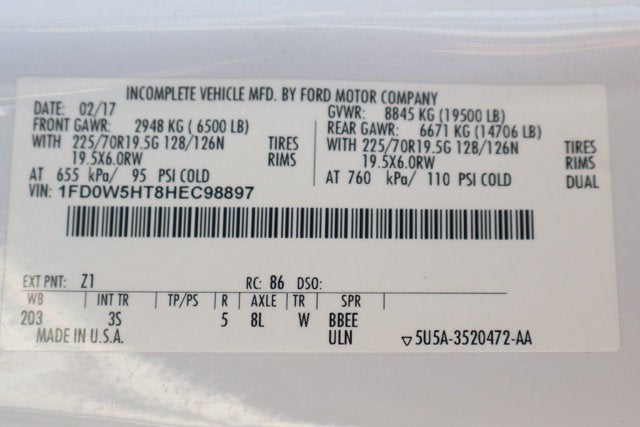 INCOMPLETE VEHICLE MFD. BY FORD MOTOR COMPANY
DATE: 02/17 GVWR: 8845 KG (19500 LB)
FRONT GAWR: 2948 KG ( 6500 LB) REAR GAWR: 6671 KG (14706 LB)
WITH 225/70R19.5G 128/126N TIRES WITH 225/70R19.5G 128/126N TIRES
19.5X6.0RW RIMS 19.5X6.0RW RIMS
AT 655 kPa/ 95 PSI COLD AT 760 kPa/ 110 PSI COLD DUAL
VIN: 1FD0W5HT8HEC98897
EXT PNT: Z1 RC: 86 DSO:
WB INT TR TP/PS R AXLE TR SPR
203 3S 5 8L W BBEE
MADE IN U.S.A. ULN ▽5U5A-3520472-AA